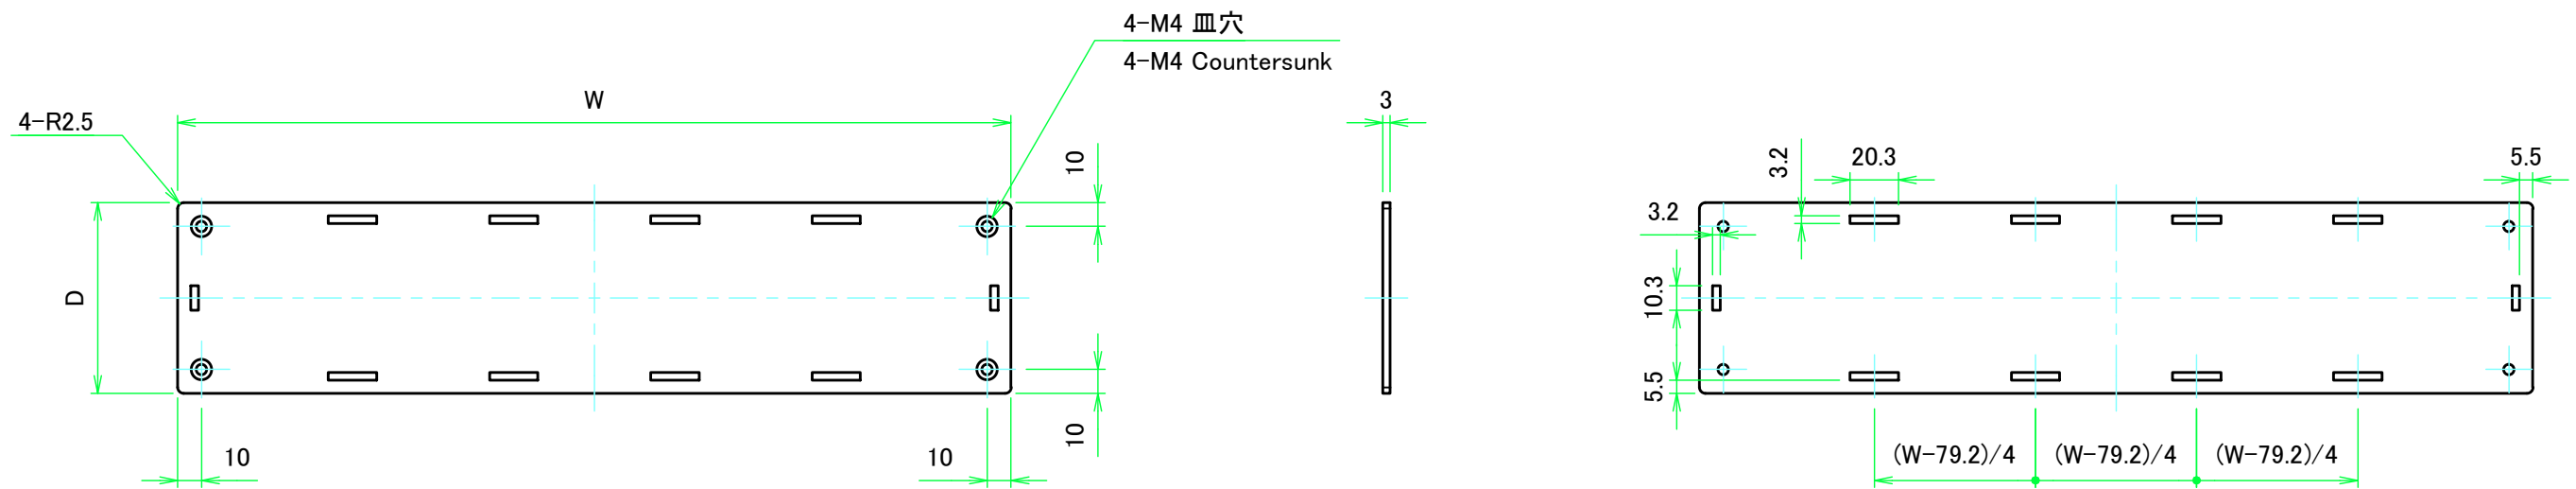 4-M4 皿穴
4-M4 Countersunk
4-R2.5
W
3
10
D
10
10
10
3.2
20.3
5.5
3.2
10.3
5.5
(W-79.2)/4
(W-79.2)/4
(W-79.2)/4